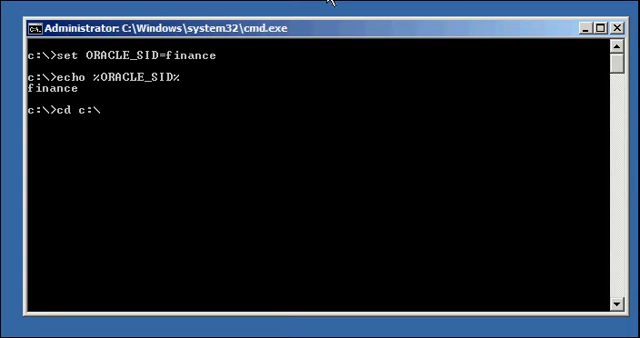 Administrator: C:\Windows\system32\cmd.exe
c:\>set ORACLE_SID=finance
c:\>echo %ORACLE_SID%
finance
c:\>cd c:\